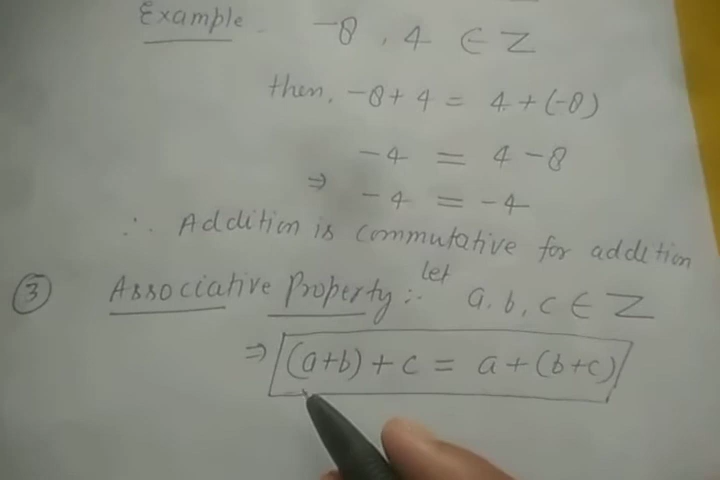 Example. -8, 4 ∈ Z
then, -8 + 4 = 4 + (-8)
-4 = 4 - 8
⇒ -4 = -4
∴ Addition is commutative for addition
③ Associative Property :- let a, b, c ∈ Z
⇒ (a+b) + c = a + (b+c)